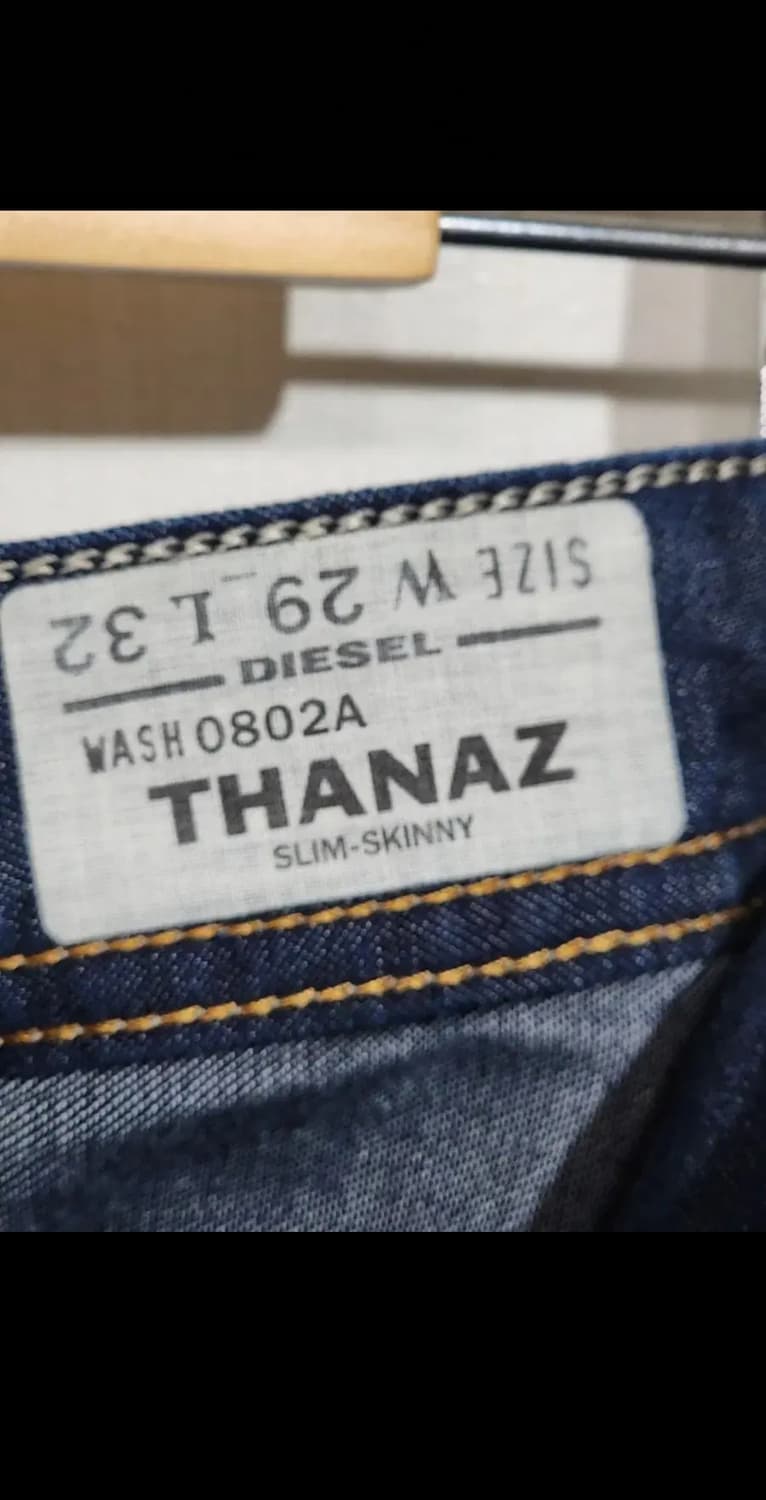 SIZE W 29 L 32
DIESEL
WASH 0802A
THANAZ
SLIM-SKINNY